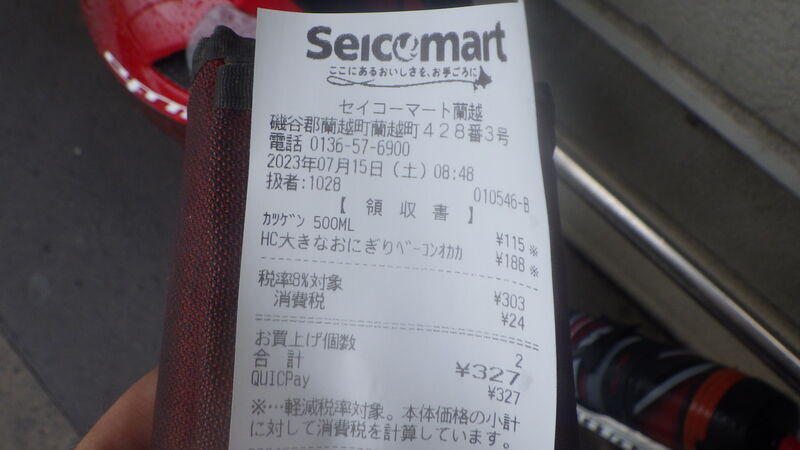 Seicomart
ここにあるおいしさを、お手ごろに
セイコーマート蘭越
磯谷郡蘭越町蘭越町428番3号
電話 0136-57-6900
2023年07月15日(土)08:48
扱者:1028 010546-B
【 領 収 書 】
ｶﾂｹﾞﾝ 500ML ¥115 ※
HC大きなおにぎりﾍﾞｰｺﾝｵｶｶ ¥188 ※
税率8%対象 ¥303
消費税 ¥24
お買上げ個数 2
合 計 ¥327
QUICPay ¥327
※…軽減税率対象。本体価格の小計
に対して消費税を計算しています。